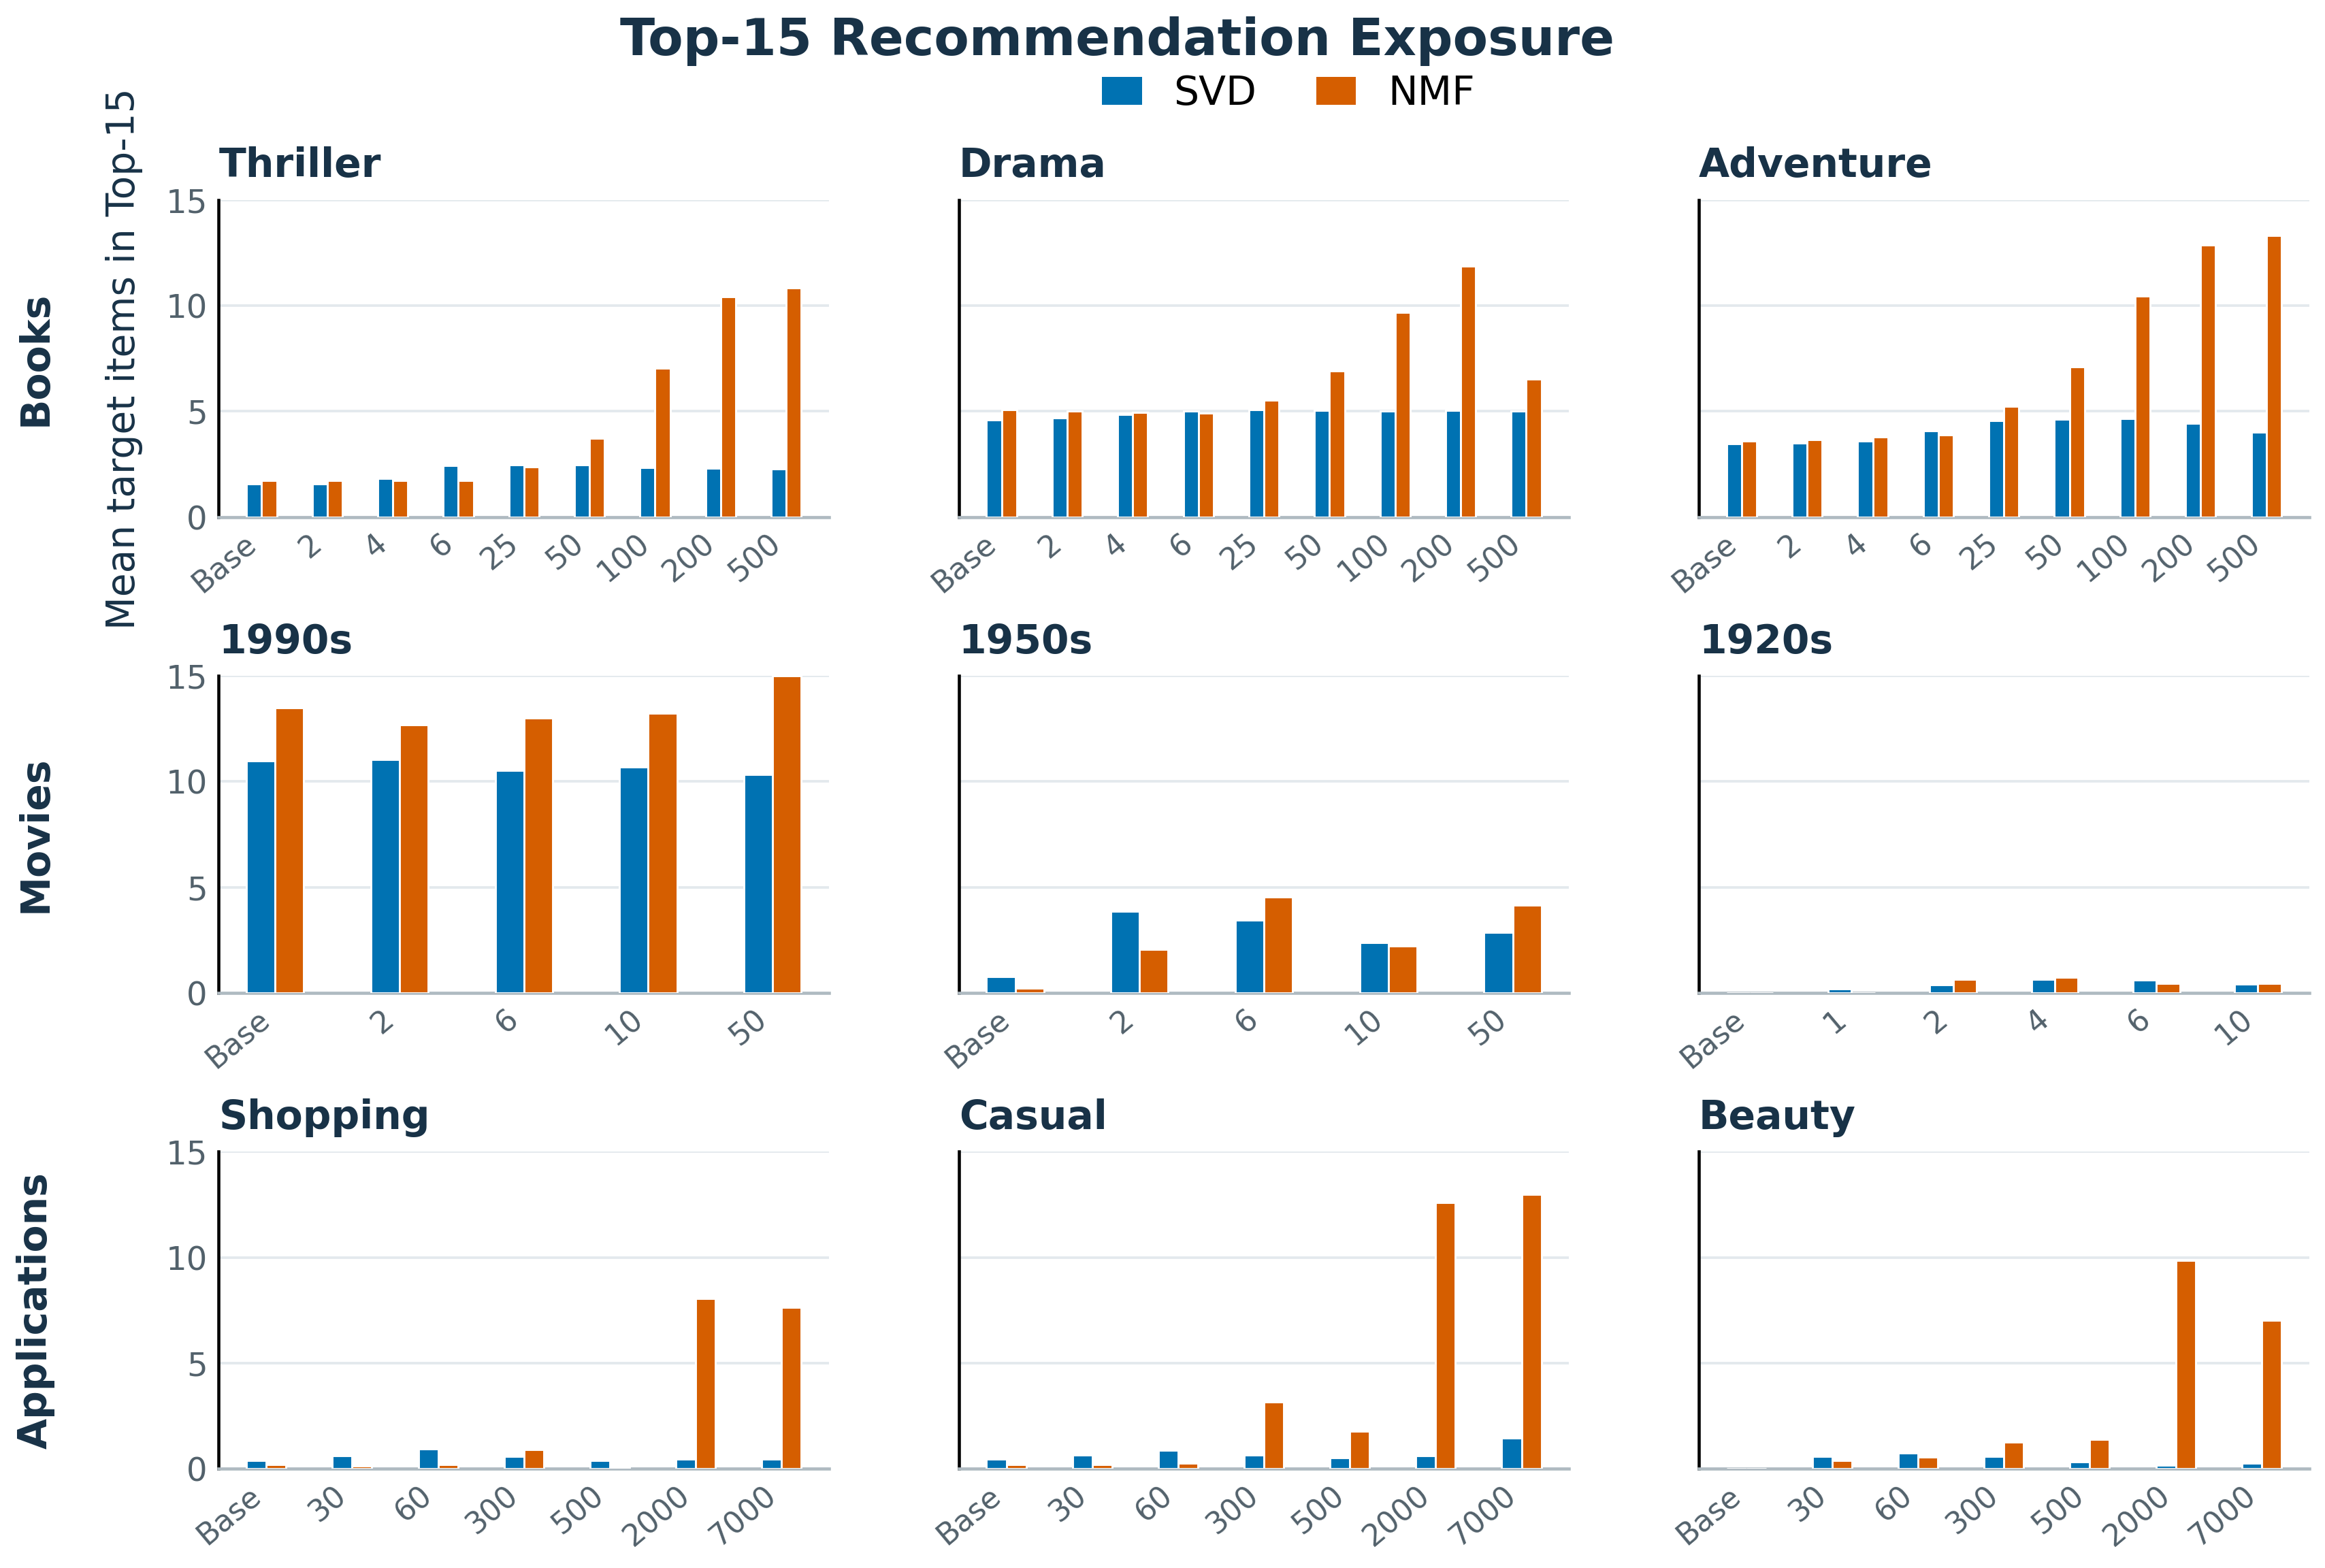 Top-15 Recommendation Exposure
SVD NMF
Books
Mean target items in Top-15
Thriller
15
10
5
0
Base 2 4 6 25 50 100 200 500
Drama
Base 2 4 6 25 50 100 200 500
Adventure
Base 2 4 6 25 50 100 200 500
Movies
1990s
15
10
5
0
Base 2 6 10 50
1950s
Base 2 6 10 50
1920s
Base 1 2 4 6 10
Applications
Shopping
15
10
5
0
Base 30 60 300 500 2000 7000
Casual
Base 30 60 300 500 2000 7000
Beauty
Base 30 60 300 500 2000 7000